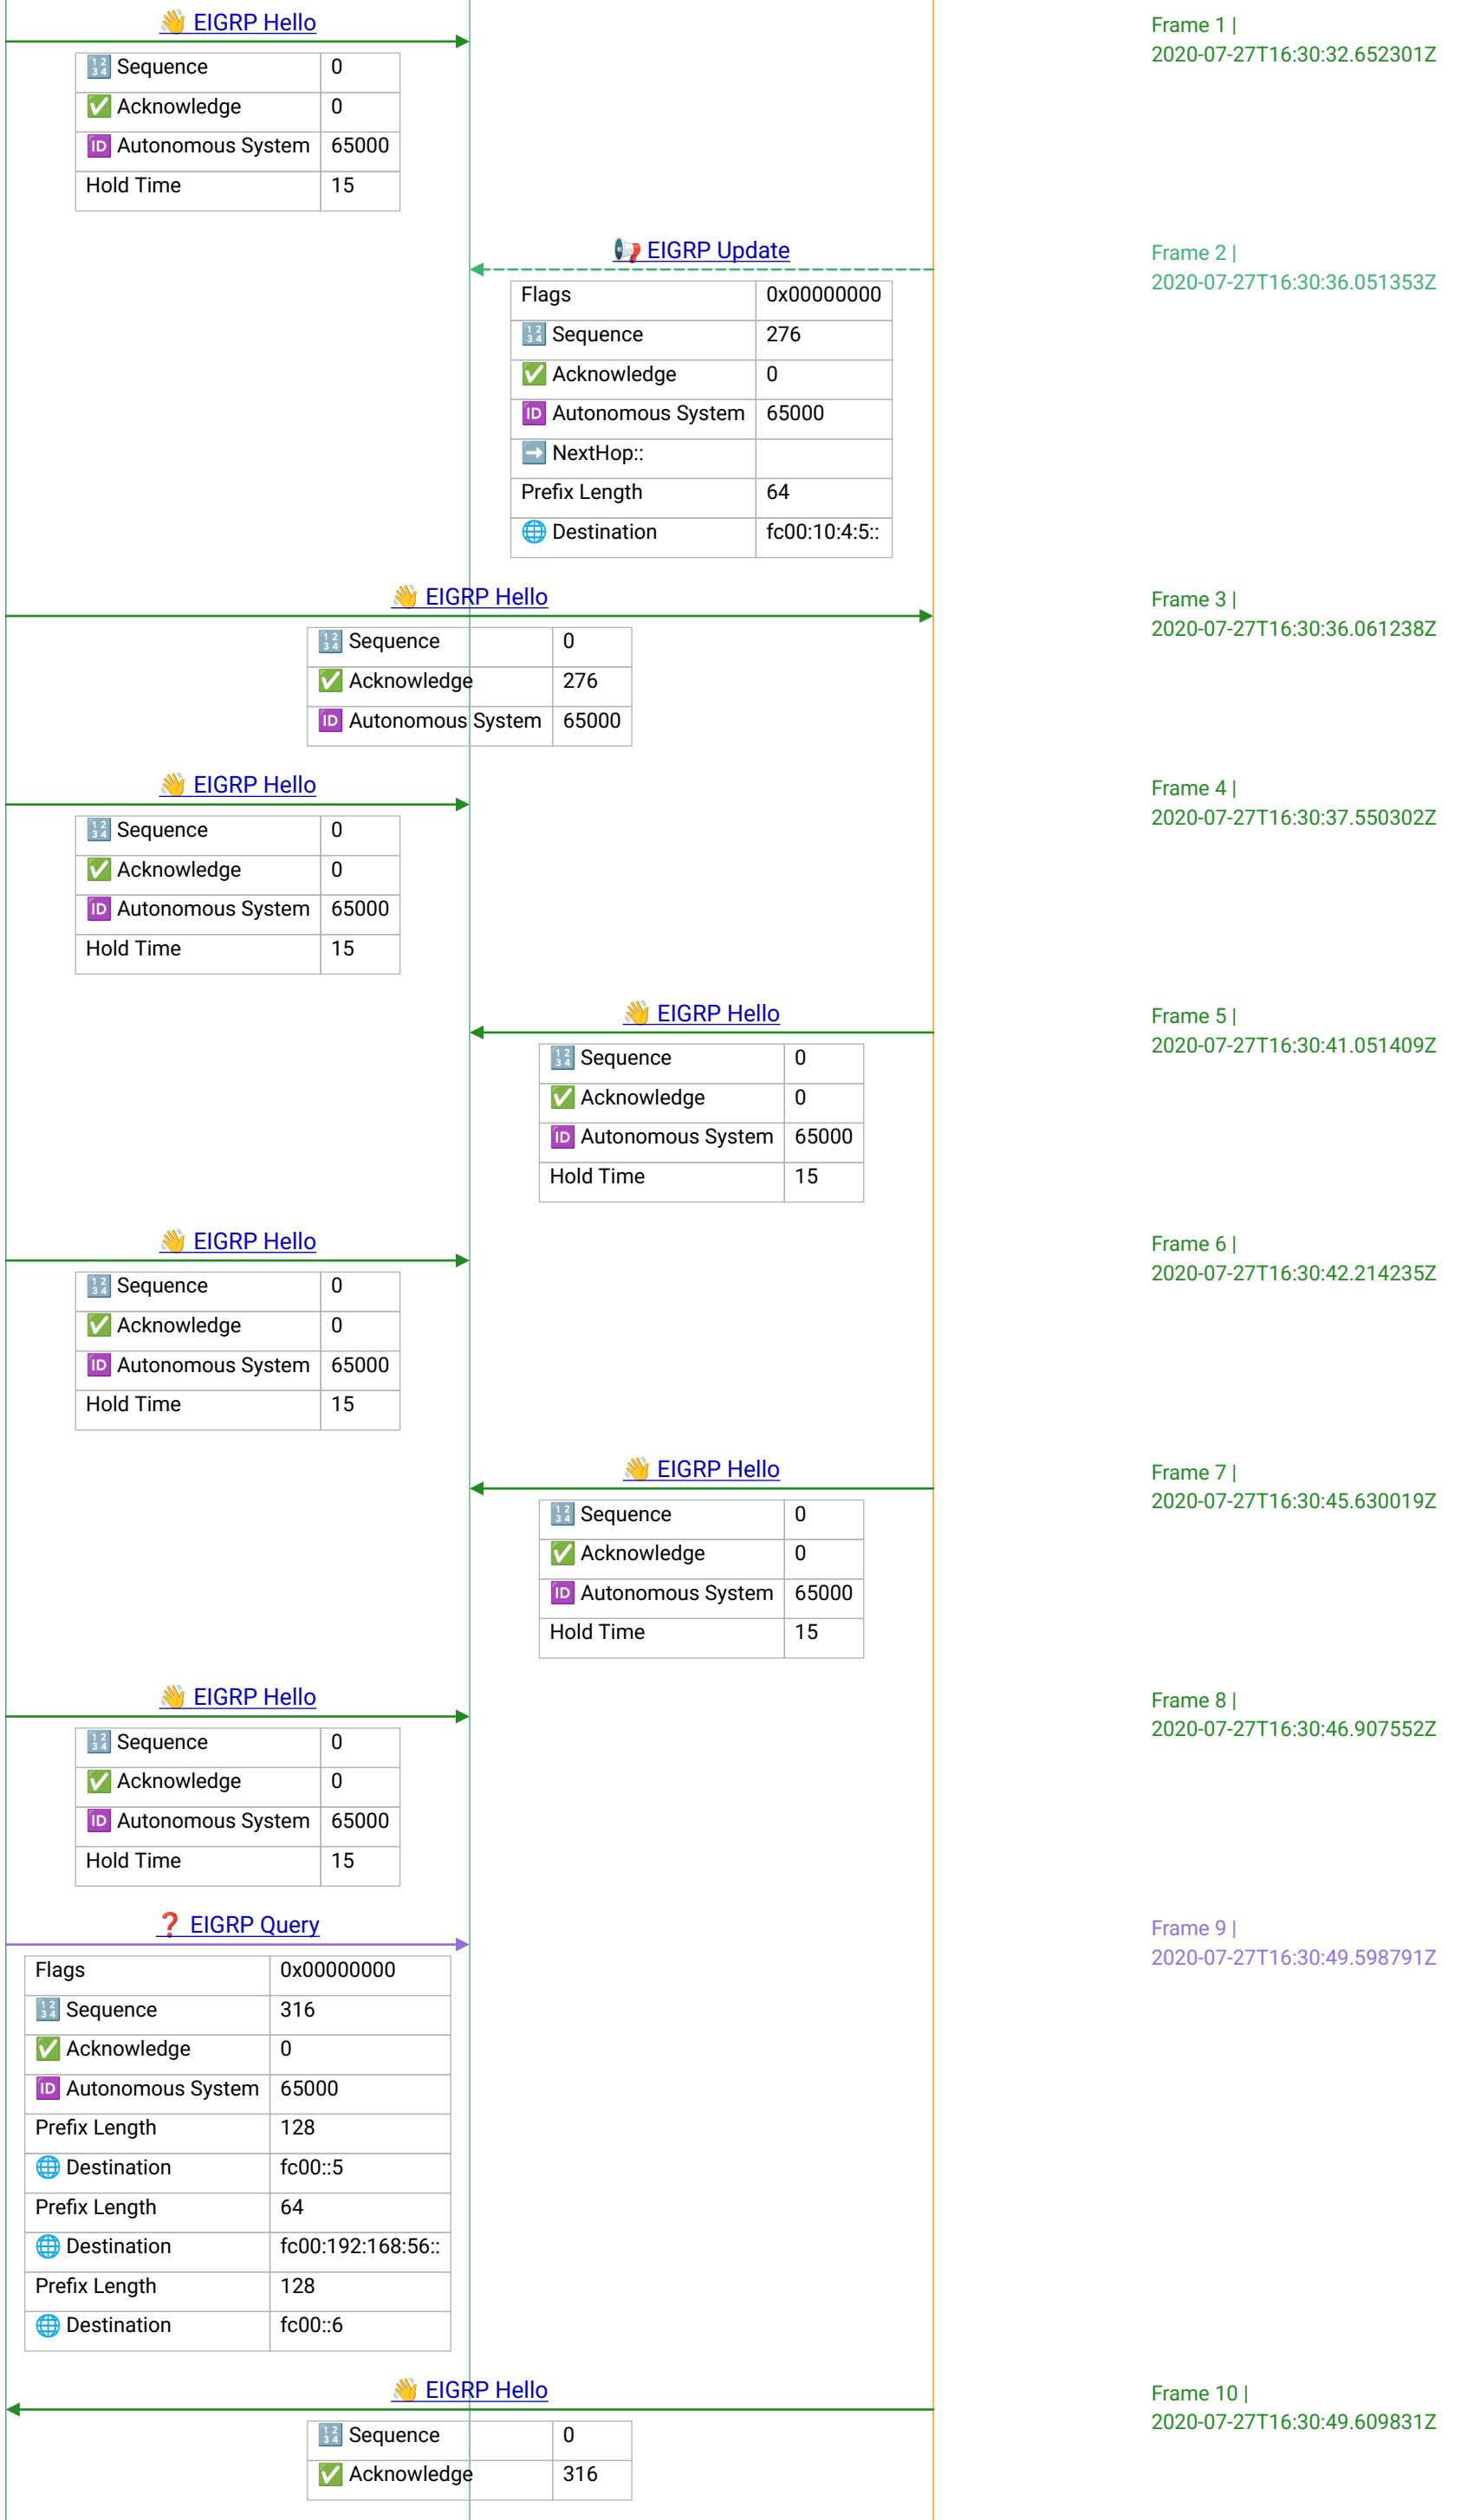 👋 EIGRP Hello
Frame 1 |
2020-07-27T16:30:32.652301Z
🔢 Sequence 0
✅ Acknowledge 0
🆔 Autonomous System 65000
Hold Time 15
📢 EIGRP Update
Frame 2 |
2020-07-27T16:30:36.051353Z
Flags 0x00000000
🔢 Sequence 276
✅ Acknowledge 0
🆔 Autonomous System 65000
➡️ NextHop::
Prefix Length 64
🌐 Destination fc00:10:4:5::
👋 EIGRP Hello
Frame 3 |
2020-07-27T16:30:36.061238Z
🔢 Sequence 0
✅ Acknowledge 276
🆔 Autonomous System 65000
👋 EIGRP Hello
Frame 4 |
2020-07-27T16:30:37.550302Z
🔢 Sequence 0
✅ Acknowledge 0
🆔 Autonomous System 65000
Hold Time 15
👋 EIGRP Hello
Frame 5 |
2020-07-27T16:30:41.051409Z
🔢 Sequence 0
✅ Acknowledge 0
🆔 Autonomous System 65000
Hold Time 15
👋 EIGRP Hello
Frame 6 |
2020-07-27T16:30:42.214235Z
🔢 Sequence 0
✅ Acknowledge 0
🆔 Autonomous System 65000
Hold Time 15
👋 EIGRP Hello
Frame 7 |
2020-07-27T16:30:45.630019Z
🔢 Sequence 0
✅ Acknowledge 0
🆔 Autonomous System 65000
Hold Time 15
👋 EIGRP Hello
Frame 8 |
2020-07-27T16:30:46.907552Z
🔢 Sequence 0
✅ Acknowledge 0
🆔 Autonomous System 65000
Hold Time 15
❓ EIGRP Query
Frame 9 |
2020-07-27T16:30:49.598791Z
Flags 0x00000000
🔢 Sequence 316
✅ Acknowledge 0
🆔 Autonomous System 65000
Prefix Length 128
🌐 Destination fc00::5
Prefix Length 64
🌐 Destination fc00:192:168:56::
Prefix Length 128
🌐 Destination fc00::6
👋 EIGRP Hello
Frame 10 |
2020-07-27T16:30:49.609831Z
🔢 Sequence 0
✅ Acknowledge 316